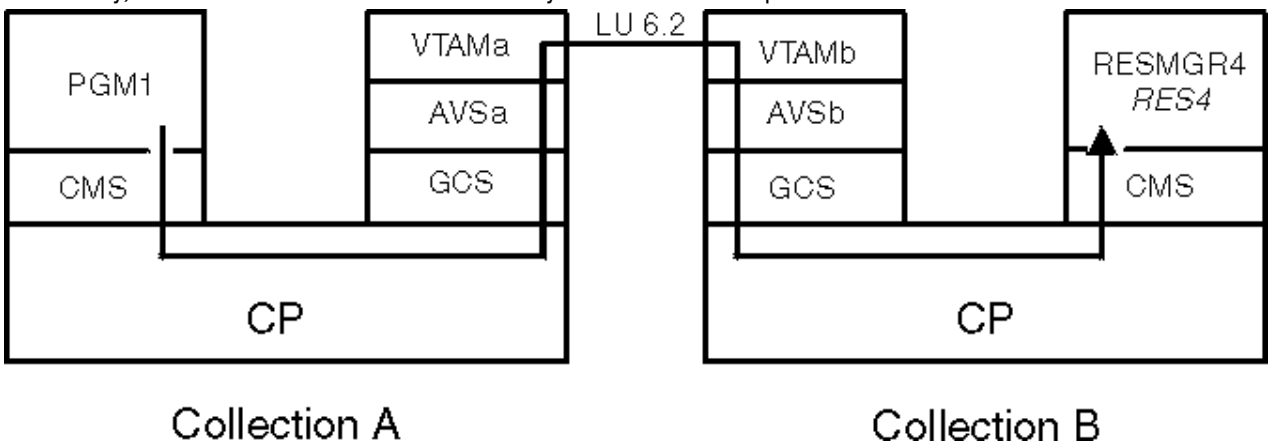 LU 6.2
VTAMa
VTAMb
PGM1
RESMGR4
RES4
AVSa
AVSb
CMS
GCS
GCS
CMS
CP
CP
Collection A
Collection B